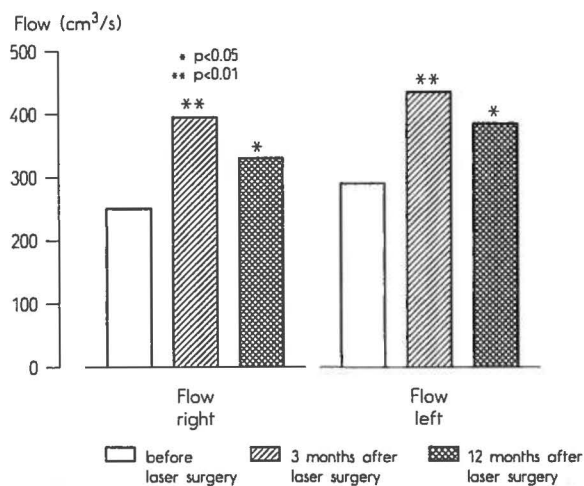 Flow (cm³/s)
500
400
300
200
100
0
* p<0.05
** p<0.01
**
*
**
*
Flow
right
Flow
left
before
laser surgery
3 months after
laser surgery
12 months after
laser surgery